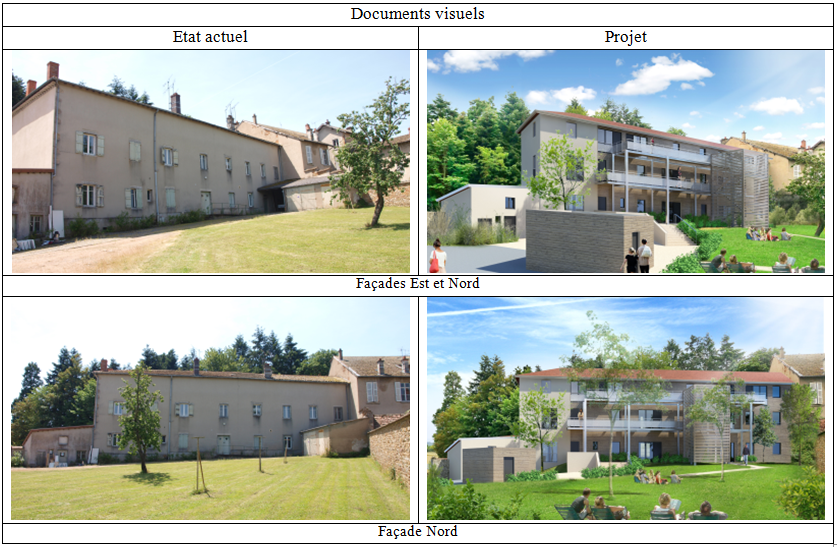 Documents visuels
Etat actuel
Projet
Façades Est et Nord
Façade Nord